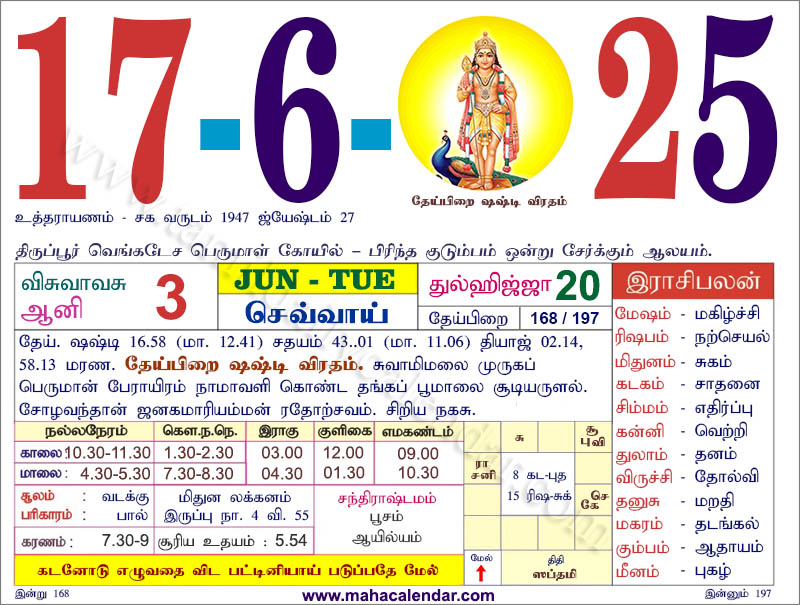 17-6-25
தேய்பிறை ஷஷ்டி விரதம்
உத்தராயணம் - சக வருடம் 1947 ஜ்யேஷ்டம் 27
திருப்பூர் வெங்கடேச பெருமாள் கோயில் – பிரிந்த குடும்பம் ஒன்று சேர்க்கும் ஆலயம்.
விசுவாவசு
ஆனி 3
JUN - TUE
செவ்வாய்
துல்ஹிஜ்ஜா 20
தேய்பிறை 168 / 197
தேய். ஷஷ்டி 16.58 (மா. 12.41) சதயம் 43..01 (மா. 11.06) தியாஜ் 02.14,
58.13 மரண. தேய்பிறை ஷஷ்டி விரதம். சுவாமிமலை முருகப்
பெருமான் பேராயிரம் நாமாவளி கொண்ட தங்கப் பூமாலை சூடியருளல்.
சோழவந்தான் ஜனகமாரியம்மன் ரதோற்சவம். சிறிய நகசு.
நல்லநேரம் கௌ.ந.நெ. இராகு குளிகை எமகண்டம்
காலை: 10.30-11.30 1.30-2.30 03.00 12.00 09.00
மாலை: 4.30-5.30 7.30-8.30 04.30 01.30 10.30
சூலம் : வடக்கு
பரிகாரம் : பால்
மிதுன லக்கனம்
இருப்பு நா. 4 வி. 55
சந்திராஷ்டமம்
பூசம்
ஆயில்யம்
கரணம் : 7.30-9 சூரிய உதயம் : 5.54
கடனோடு எழுவதை விட பட்டினியாய் படுப்பதே மேல்
சு
சூ
பு வி
ரா
சனி
8 கட-புத
15 ரிஷ-சுக்
செ
கே
மேல்
திதி
ஸப்தமி
இராசிபலன்
மேஷம் - மகிழ்ச்சி
ரிஷபம் - நற்செயல்
மிதுனம் - சுகம்
கடகம் - சாதனை
சிம்மம் - எதிர்ப்பு
கன்னி - வெற்றி
துலாம் - தனம்
விருச்சி - தோல்வி
தனுசு - மறதி
மகரம் - தடங்கல்
கும்பம் - ஆதாயம்
மீனம் - புகழ்
இன்று 168
www.mahacalendar.com
இன்னும் 197